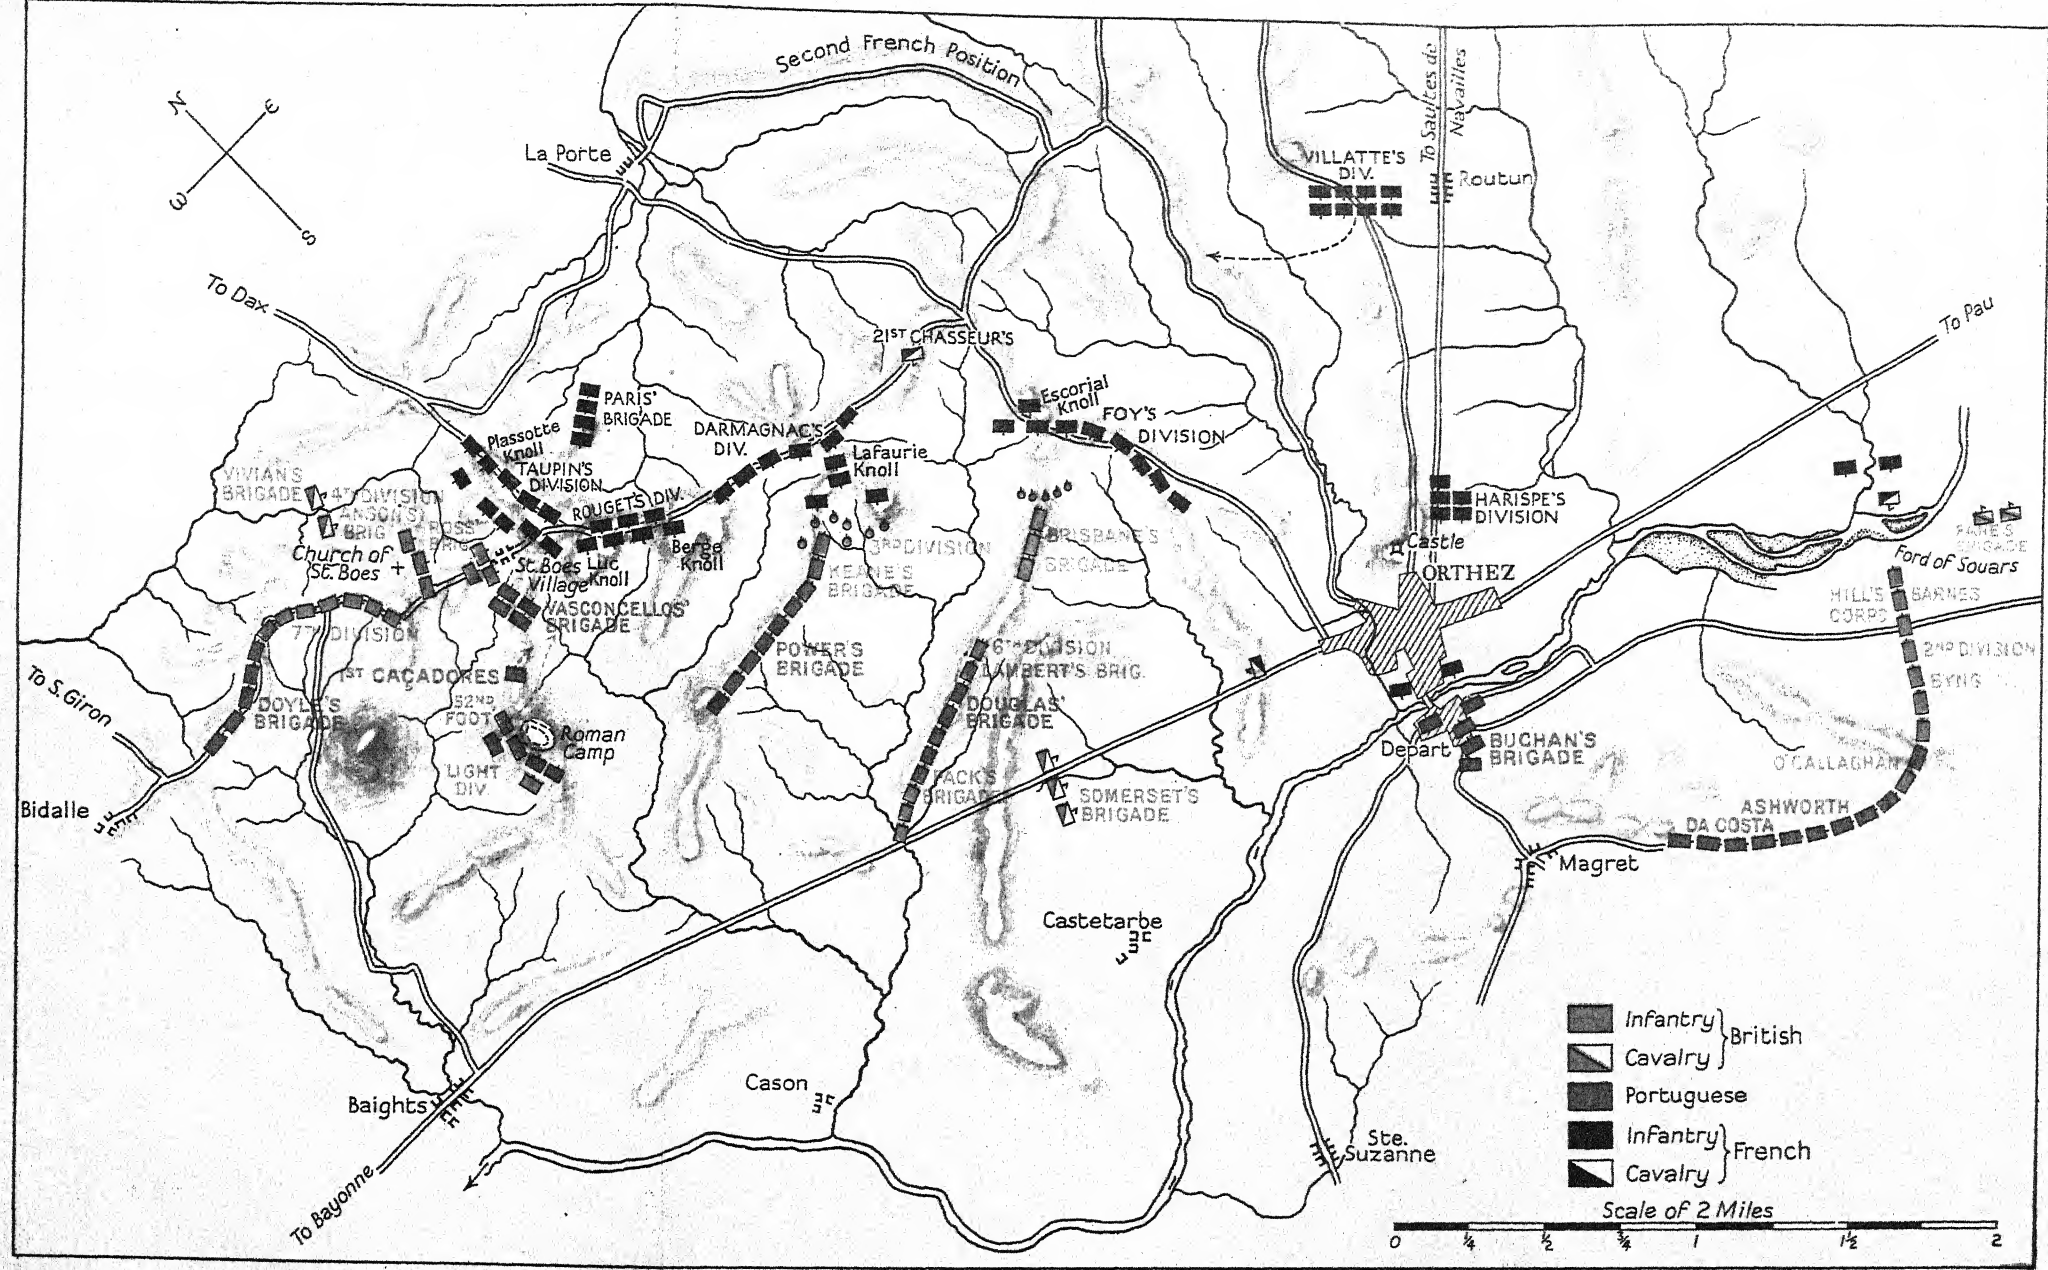 Second French Position
N
E
W
S
La Porte
To Saultes de
Navailles
VILLATTE'S
DIV.
Routun
To Dax
To Pau
21ST CHASSEUR'S
PARIS'
BRIGADE
Plassotte
Knoll
TAUPIN'S
DIVISION
DARMAGNAC'S
DIV.
Lafaurie
Knoll
Escorial
Knoll
FOY'S
DIVISION
VIVIAN'S
BRIGADE
4TH DIVISION
ANSON'S
BRIG
ROSS'
BRIG
ROUGETS DIV.
Church of
St. Boes
St. Boes
Village
Luc
Knoll
Berge
Knoll
3RD DIVISION
KEANE'S
BRIGADE
BRISBANE'S
BRIGADE
HARISPE'S
DIVISION
Castle
ORTHEZ
FANE'S
BRIGADE
Ford of Souars
HILL'S
CORPS
BARNES
2ND DIVISION
BYNG
7TH DIVISION
VASCONCELLOS'
BRIGADE
POWER'S
BRIGADE
6TH DIVISION
LAMBERT'S BRIG.
To S. Giron
1ST CAÇADORES
DOYLE'S
BRIGADE
52ND
FOOT
Roman
Camp
LIGHT
DIV.
DOUGLAS'
BRIGADE
PACK'S
BRIGADE
SOMERSET'S
BRIGADE
Depart
BUCHAN'S
BRIGADE
O'CALLAGHAN
ASHWORTH
DA COSTA
Bidalle
Magret
Castetarbe
Cason
Baights
To Bayonne
Ste.
Suzanne
Infantry
Cavalry
British
Portuguese
Infantry
Cavalry
French
Scale of 2 Miles
0 1/4 1/2 3/4 1 1½ 2